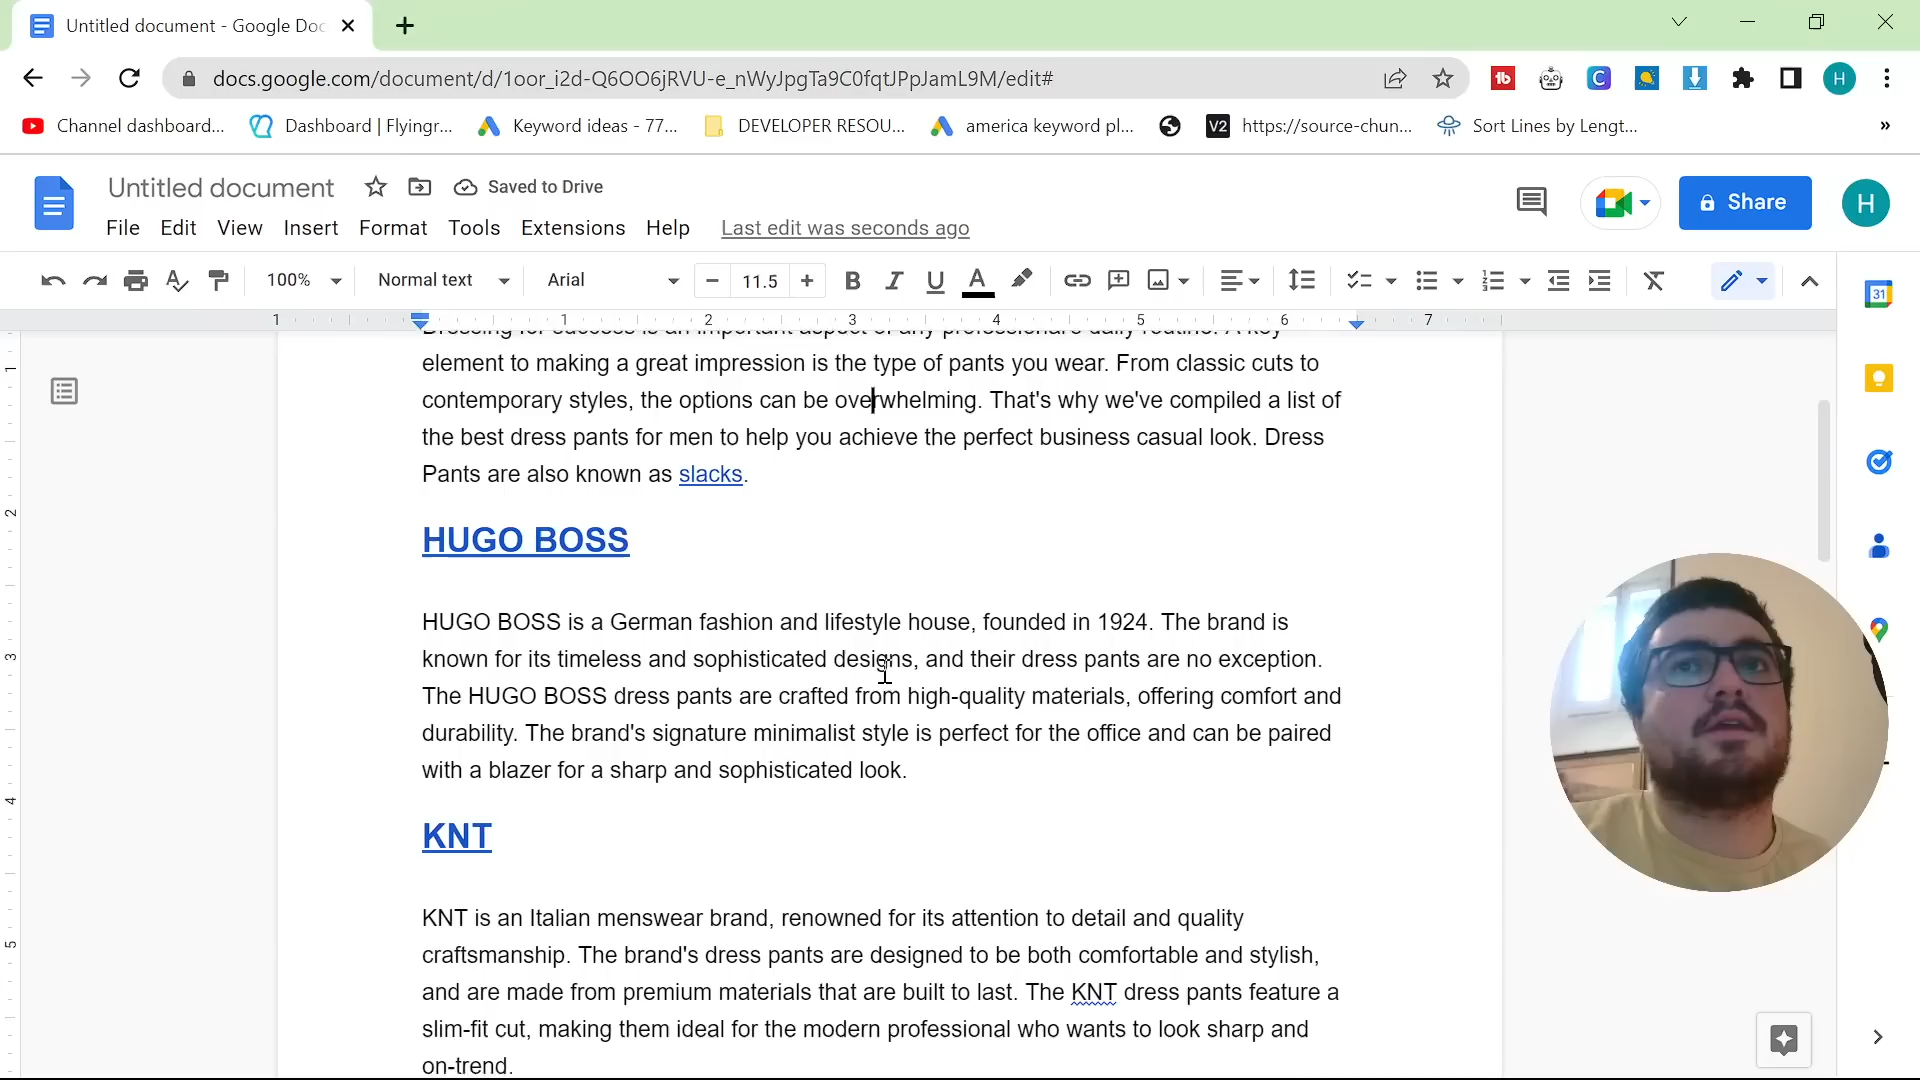 Untitled document - Google Doc
docs.google.com/document/d/1oor_i2d-Q6OO6jRVU-e_nWyJpgTa9C0fqtJPpJamL9M/edit#
Channel dashboard... Dashboard | Flyingr... Keyword ideas - 77... DEVELOPER RESOU... america keyword pl... V2 https://source-chun... Sort Lines by Lengt... »
Untitled document Saved to Drive
Share
H
File Edit View Insert Format Tools Extensions Help Last edit was seconds ago
100% Normal text Arial 11.5
1 1 2 3 4 5 6 7
Dressing for success is an important aspect of any professional's daily routine. A key
element to making a great impression is the type of pants you wear. From classic cuts to
contemporary styles, the options can be overwhelming. That's why we've compiled a list of
the best dress pants for men to help you achieve the perfect business casual look. Dress
Pants are also known as slacks.
HUGO BOSS
HUGO BOSS is a German fashion and lifestyle house, founded in 1924. The brand is
known for its timeless and sophisticated designs, and their dress pants are no exception.
The HUGO BOSS dress pants are crafted from high-quality materials, offering comfort and
durability. The brand's signature minimalist style is perfect for the office and can be paired
with a blazer for a sharp and sophisticated look.
KNT
KNT is an Italian menswear brand, renowned for its attention to detail and quality
craftsmanship. The brand's dress pants are designed to be both comfortable and stylish,
and are made from premium materials that are built to last. The KNT dress pants feature a
slim-fit cut, making them ideal for the modern professional who wants to look sharp and
on-trend.